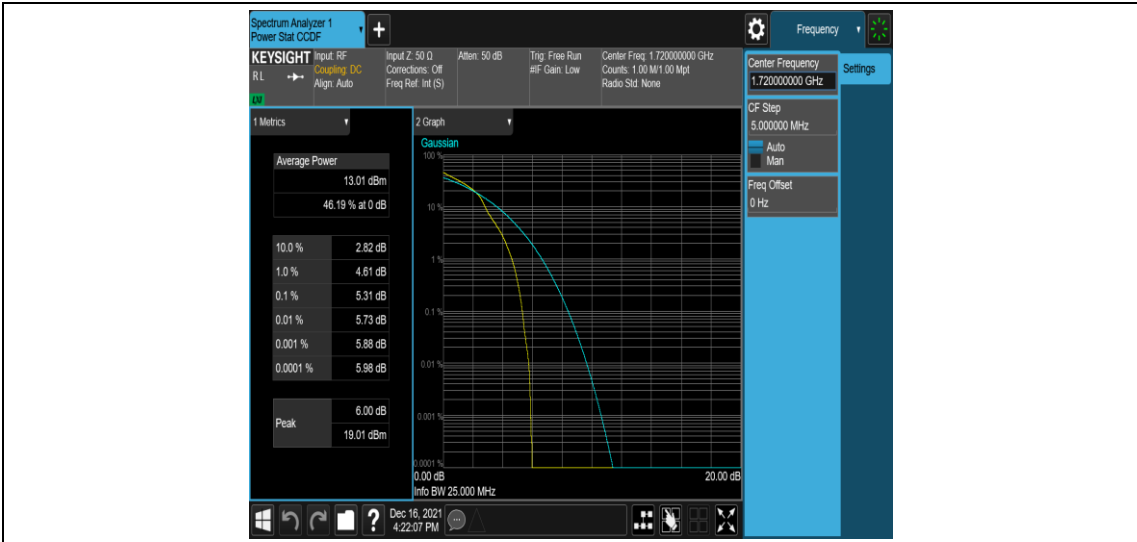 Spectrum Analyzer 1
Power Stat CCDF
Frequency
KEYSIGHT
RL
LXI
Input: RF
Coupling: DC
Align: Auto
Input Z: 50 Ω
Corrections: Off
Freq Ref: Int (S)
Atten: 50 dB
Trig: Free Run
#IF Gain: Low
Center Freq: 1.720000000 GHz
Counts: 1.00 M/1.00 Mpt
Radio Std: None
Center Frequency
1.720000000 GHz
Settings
CF Step
5.000000 MHz
Auto
Man
Freq Offset
0 Hz
1 Metrics
Average Power
13.01 dBm
46.19 % at 0 dB
10.0 % 2.82 dB
1.0 % 4.61 dB
0.1 % 5.31 dB
0.01 % 5.73 dB
0.001 % 5.88 dB
0.0001 % 5.98 dB
Peak
6.00 dB
19.01 dBm
2 Graph
Gaussian
100 %
10 %
1 %
0.1 %
0.01 %
0.001 %
0.0001 %
0.00 dB 20.00 dB
Info BW 25.000 MHz
?
Dec 16, 2021
4:22:07 PM